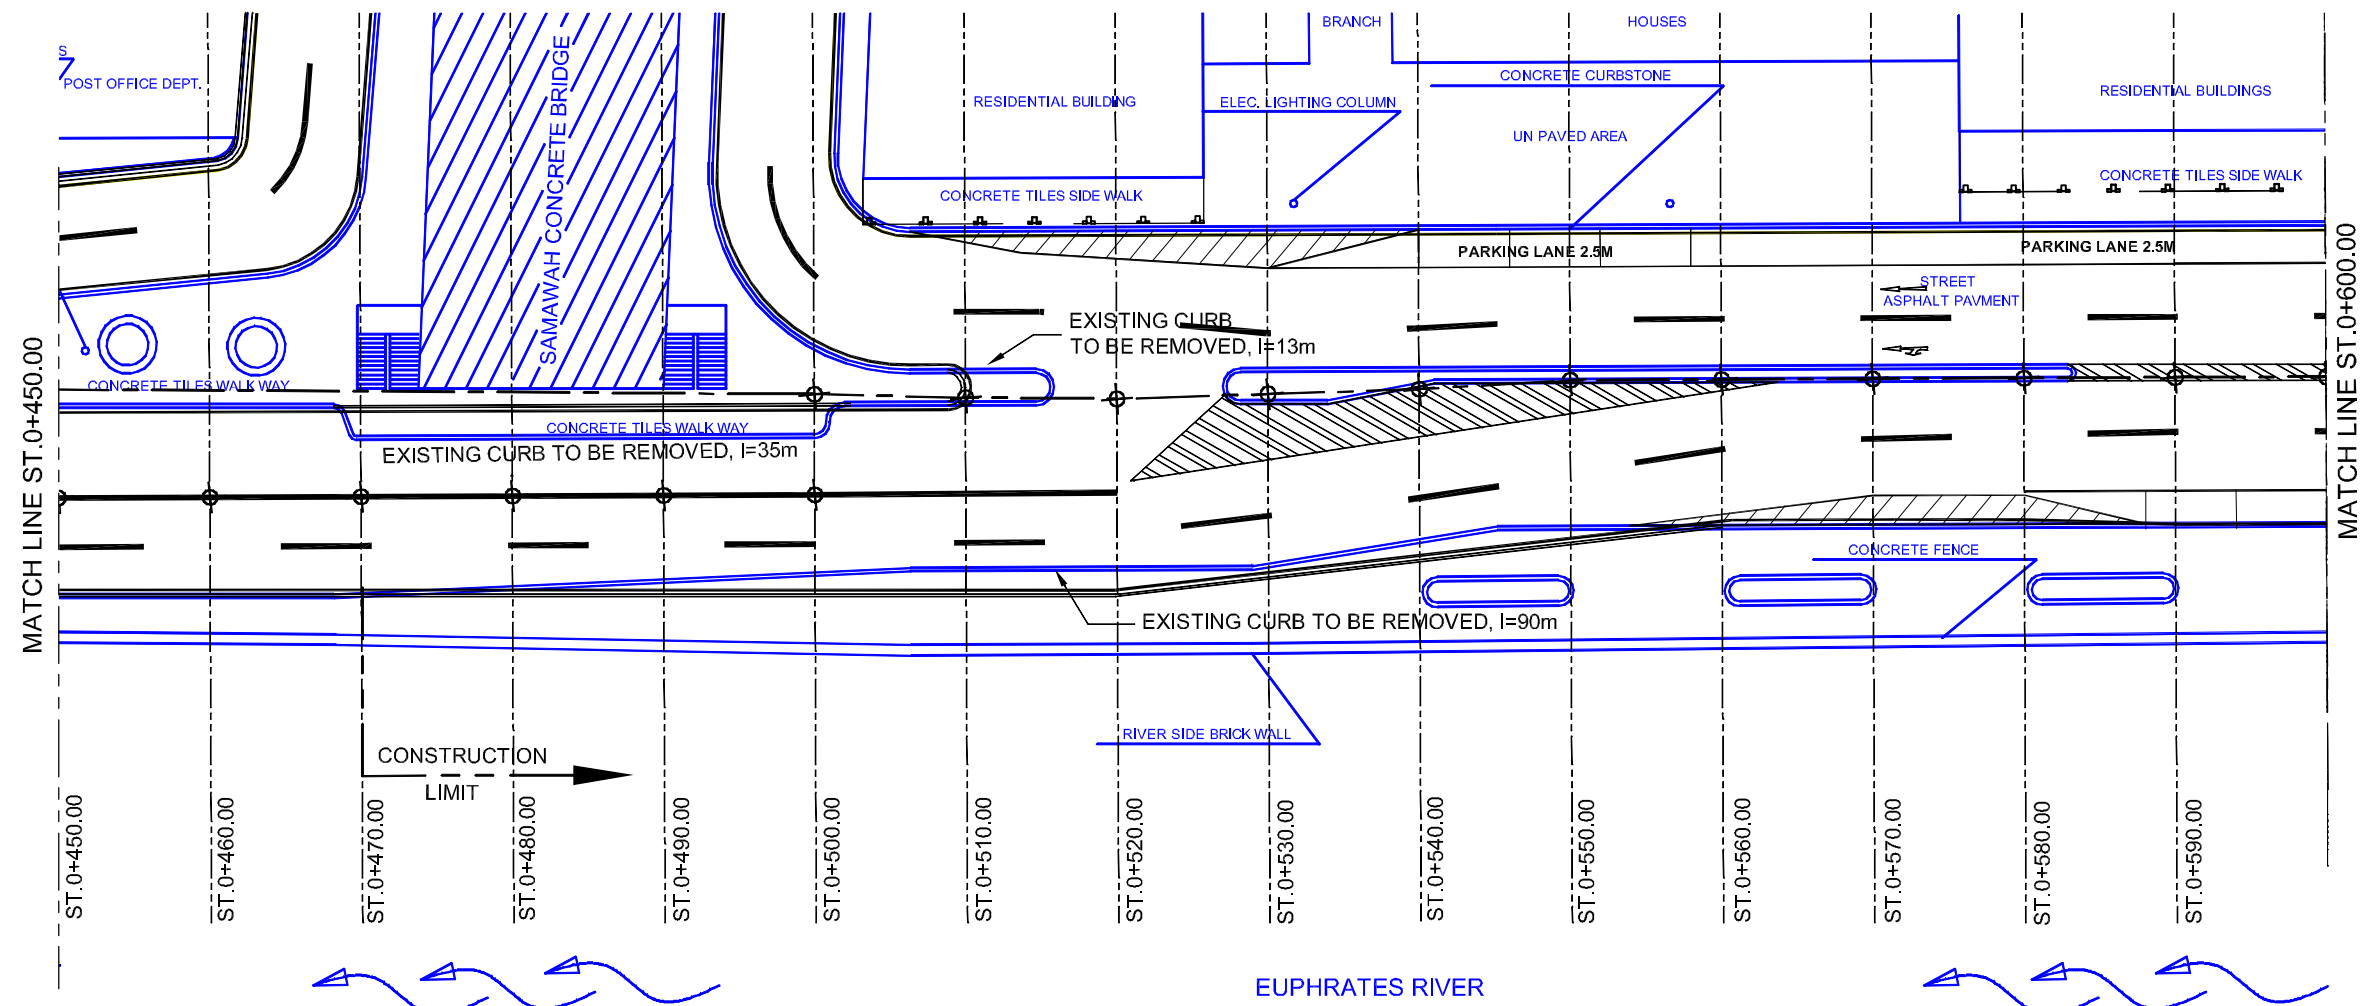 BRANCH
HOUSES
S
POST OFFICE DEPT.
SAMAWAH CONCRETE BRIDGE
RESIDENTIAL BUILDING
ELEC. LIGHTING COLUMN
CONCRETE CURBSTONE
UN PAVED AREA
RESIDENTIAL BUILDINGS
CONCRETE TILES SIDE WALK
CONCRETE TILES SIDE WALK
PARKING LANE 2.5M
PARKING LANE 2.5M
STREET
ASPHALT PAVMENT
EXISTING CURB
TO BE REMOVED, l=13m
CONCRETE TILES WALK WAY
CONCRETE TILES WALK WAY
EXISTING CURB TO BE REMOVED, l=35m
MATCH LINE ST.0+450.00
MATCH LINE ST.0+600.00
CONCRETE FENCE
EXISTING CURB TO BE REMOVED, l=90m
RIVER SIDE BRICK WALL
CONSTRUCTION
LIMIT
ST.0+450.00
ST.0+460.00
ST.0+470.00
ST.0+480.00
ST.0+490.00
ST.0+500.00
ST.0+510.00
ST.0+520.00
ST.0+530.00
ST.0+540.00
ST.0+550.00
ST.0+560.00
ST.0+570.00
ST.0+580.00
ST.0+590.00
EUPHRATES RIVER